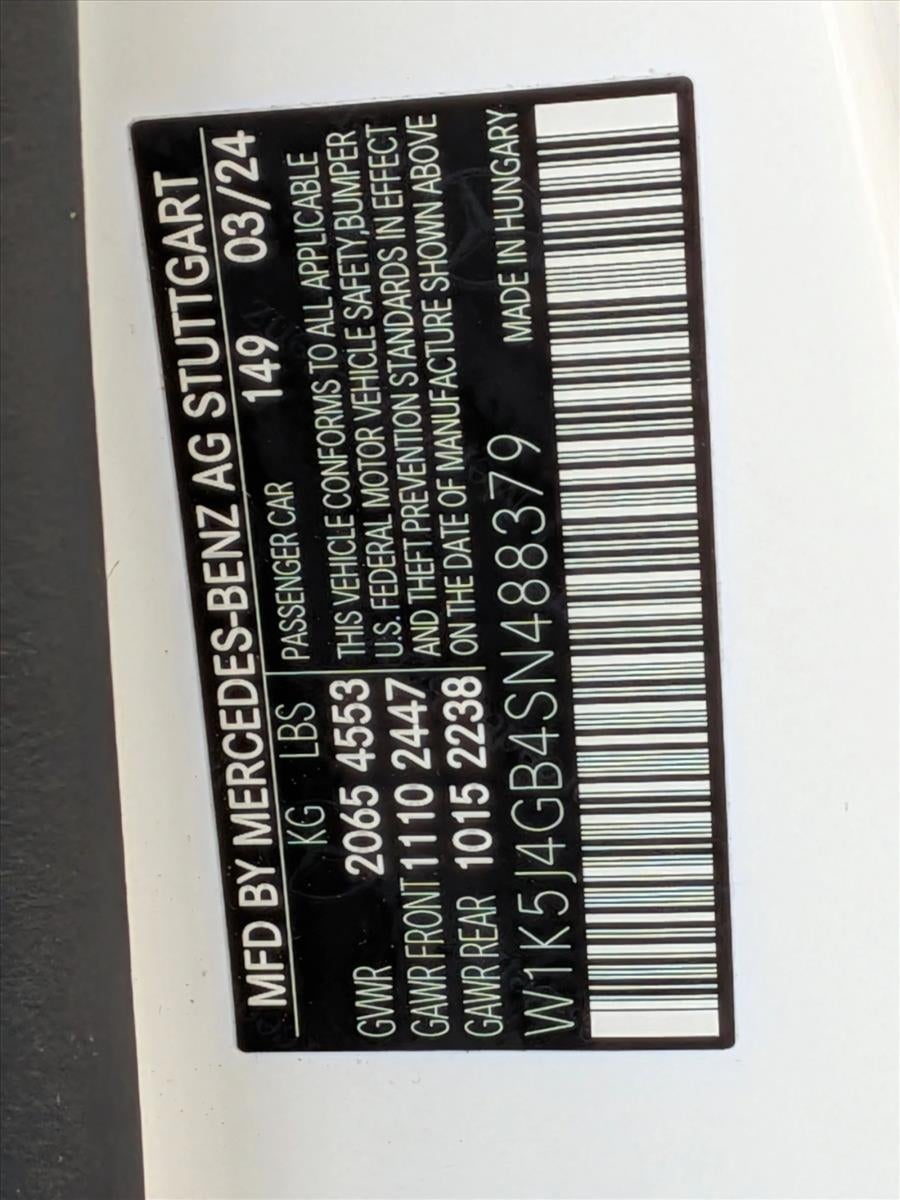 MFD BY MERCEDES-BENZ AG STUTTGART
149 03/24
KG LBS PASSENGER CAR
GWR 2065 4553
GAWR FRONT 1110 2447
GAWR REAR 1015 2238
THIS VEHICLE CONFORMS TO ALL APPLICABLE
U.S. FEDERAL MOTOR VEHICLE SAFETY,BUMPER
AND THEFT PREVENTION STANDARDS IN EFFECT
ON THE DATE OF MANUFACTURE SHOWN ABOVE
W1K5J4GB4SN488379 MADE IN HUNGARY